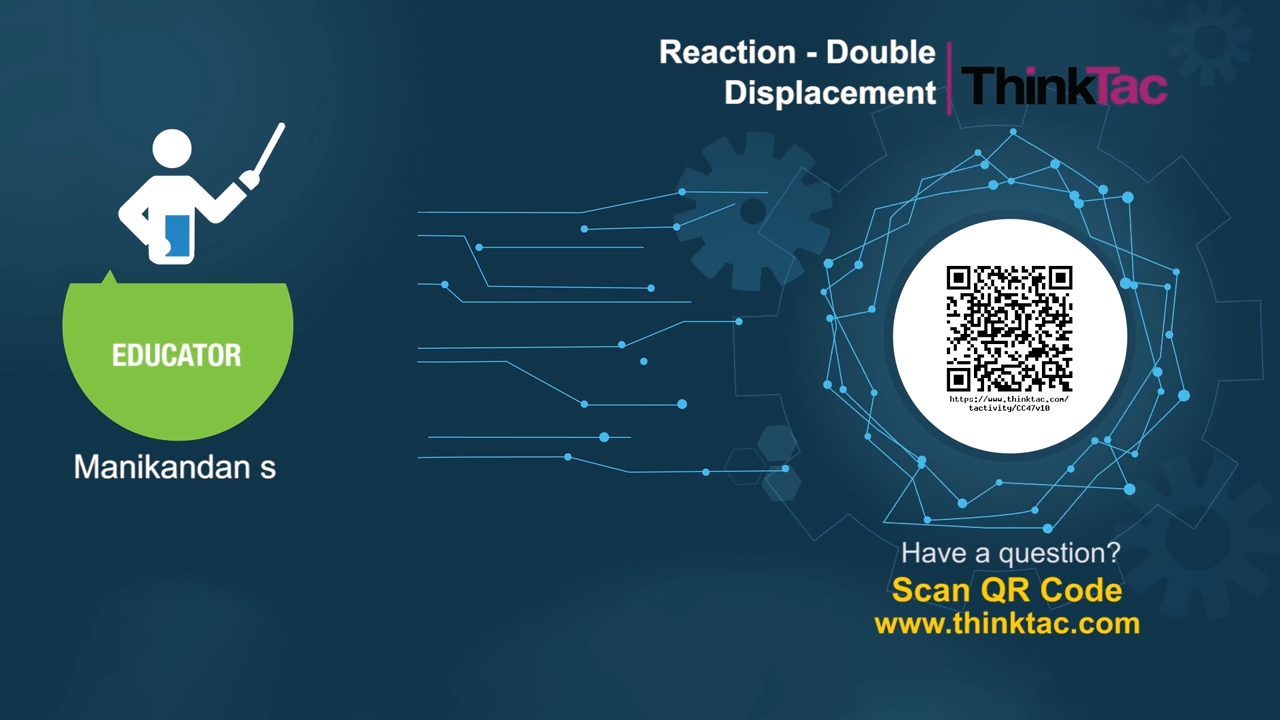 Reaction - Double
Displacement
ThinkTac
EDUCATOR
Manikandan s
https://www.thinktac.com/
tactivity/CC47v10
Have a question?
Scan QR Code
www.thinktac.com